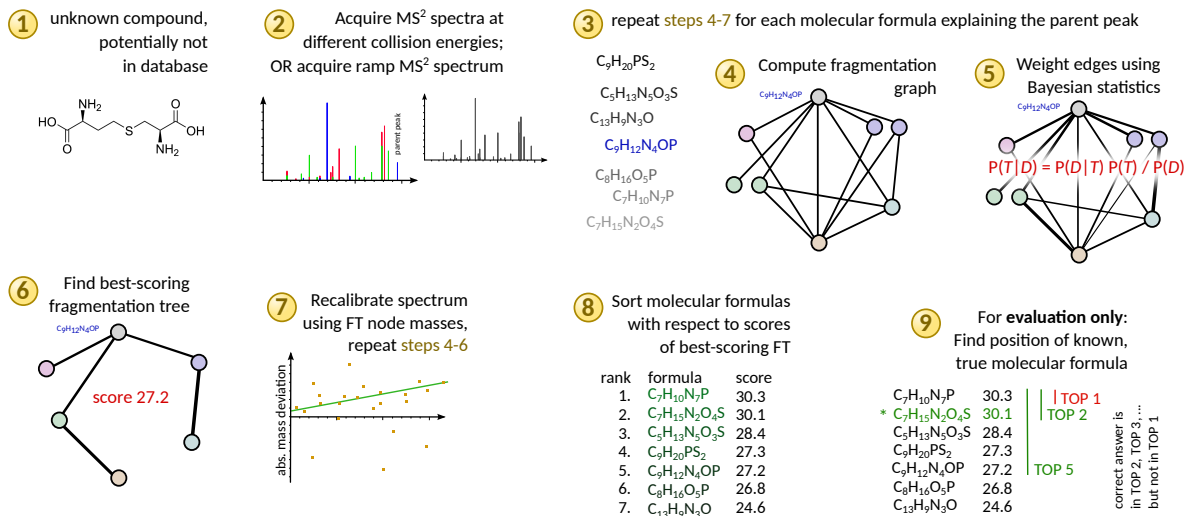 1
unknown compound,
potentially not
in database
HO
O
NH₂
S
NH₂
O
OH
2
Acquire MS² spectra at
different collision energies;
OR acquire ramp MS² spectrum
parent peak
3
repeat steps 4-7 for each molecular formula explaining the parent peak
C₉H₂₀PS₂
C₅H₁₃N₅O₃S
C₁₃H₉N₃O
C₉H₁₂N₄OP
C₈H₁₆O₅P
C₇H₁₀N₇P
C₇H₁₅N₂O₄S
4
Compute fragmentation
graph
C₉H₁₂N₄OP
5
Weight edges using
Bayesian statistics
C₉H₁₂N₄OP
P(T|D) = P(D|T) P(T) / P(D)
6
Find best-scoring
fragmentation tree
C₉H₁₂N₄OP
score 27.2
7
Recalibrate spectrum
using FT node masses,
repeat steps 4-6
abs. mass deviation
8
Sort molecular formulas
with respect to scores
of best-scoring FT
rank formula score
1. C₇H₁₀N₇P 30.3
2. C₇H₁₅N₂O₄S 30.1
3. C₅H₁₃N₅O₃S 28.4
4. C₉H₂₀PS₂ 27.3
5. C₉H₁₂N₄OP 27.2
6. C₈H₁₆O₅P 26.8
7. C₁₃H₉N₃O 24.6
9
For evaluation only:
Find position of known,
true molecular formula
C₇H₁₀N₇P 30.3
* C₇H₁₅N₂O₄S 30.1
C₅H₁₃N₅O₃S 28.4
C₉H₂₀PS₂ 27.3
C₉H₁₂N₄OP 27.2
C₈H₁₆O₅P 26.8
C₁₃H₉N₃O 24.6
TOP 1
TOP 2
TOP 5
correct answer is
in TOP 2, TOP 3, ...
but not in TOP 1